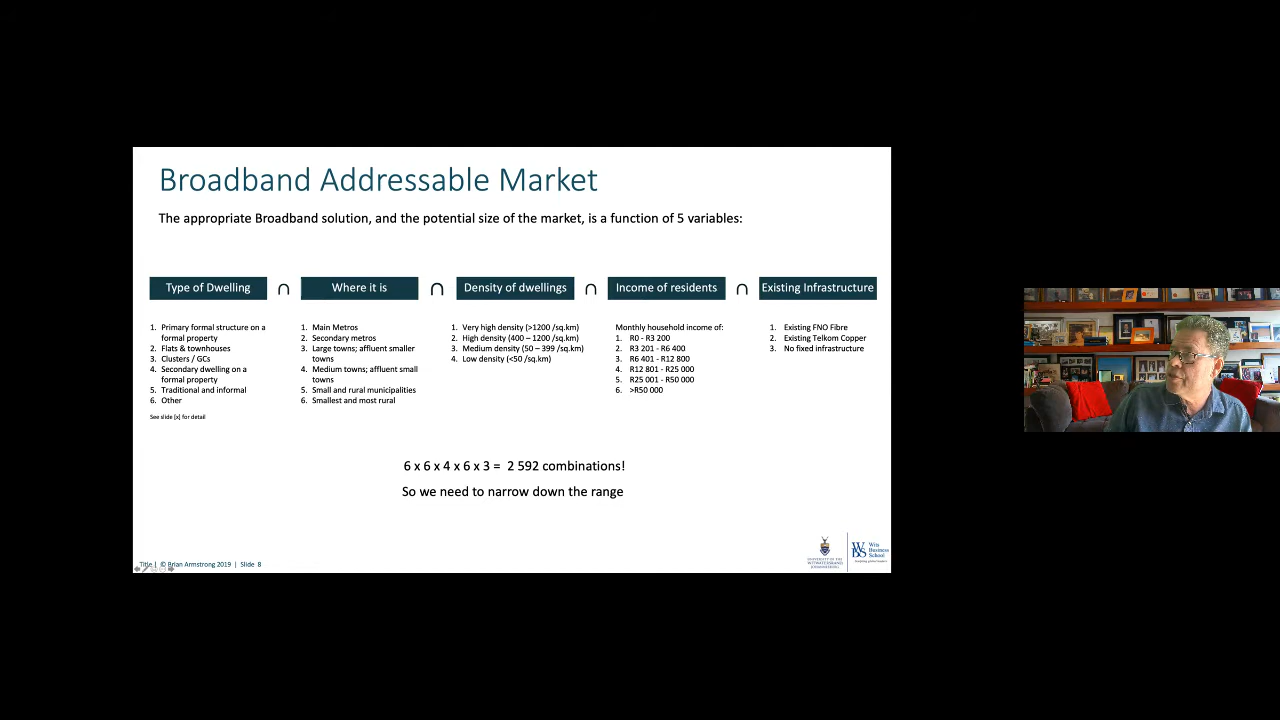 Broadband Addressable Market
The appropriate Broadband solution, and the potential size of the market, is a function of 5 variables:
Type of Dwelling ∩ Where it is ∩ Density of dwellings ∩ Income of residents ∩ Existing Infrastructure
1. Primary formal structure on a
formal property
2. Flats & townhouses
3. Clusters / GCs
4. Secondary dwelling on a
formal property
5. Traditional and informal
6. Other
See slide [x] for detail
1. Main Metros
2. Secondary metros
3. Large towns; affluent smaller
towns
4. Medium towns; affluent small
towns
5. Small and rural municipalities
6. Smallest and most rural
1. Very high density (>1200 /sq.km)
2. High density (400 – 1200 /sq.km)
3. Medium density (50 – 399 /sq.km)
4. Low density (<50 /sq.km)
Monthly household income of:
1. R0 - R3 200
2. R3 201 - R6 400
3. R6 401 - R12 800
4. R12 801 - R25 000
5. R25 001 - R50 000
6. >R50 000
1. Existing FNO Fibre
2. Existing Telkom Copper
3. No fixed infrastructure
6 x 6 x 4 x 6 x 3 = 2 592 combinations!
So we need to narrow down the range
Title | © Brian Armstrong 2019 | Slide 8
UNIVERSITY OF THE
WITWATERSRAND,
JOHANNESBURG
WBS
Wits
Business
School